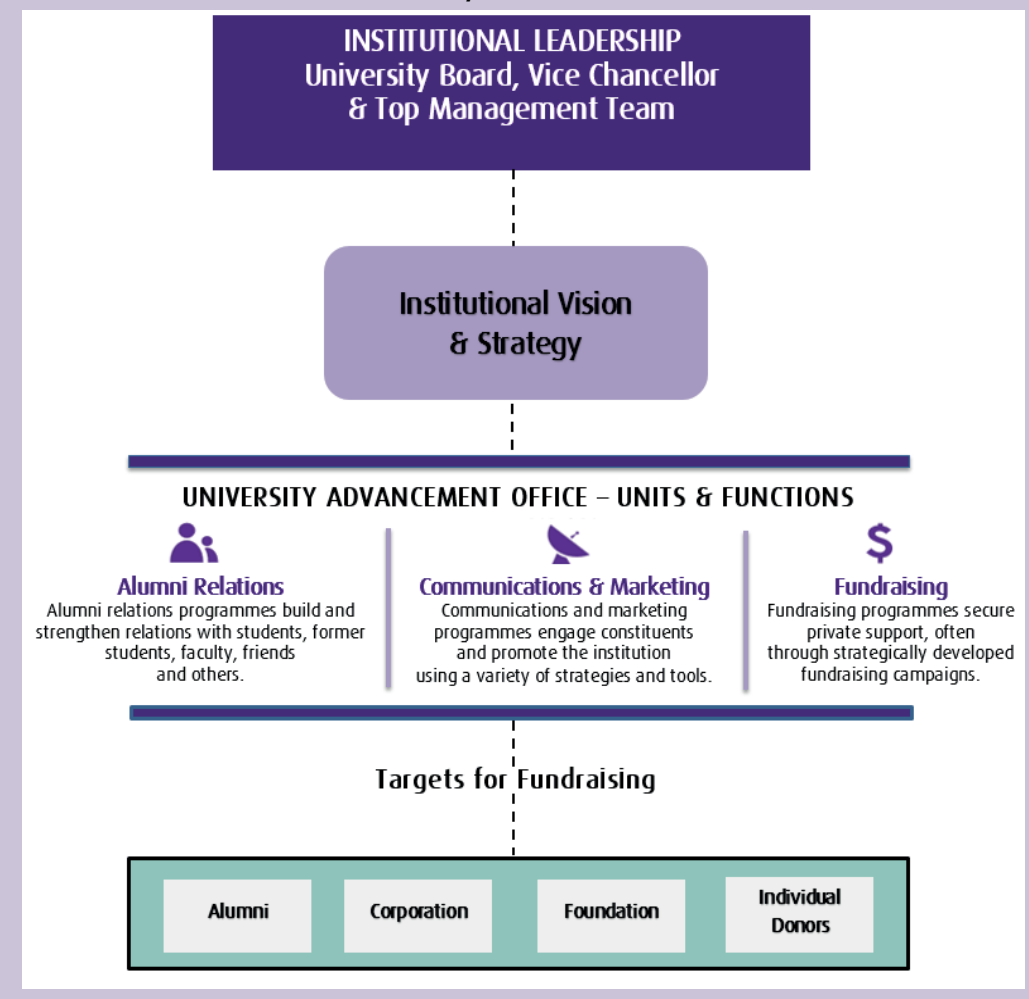 INSTITUTIONAL LEADERSHIP
University Board, Vice Chancellor
& Top Management Team
Institutional Vision
& Strategy
UNIVERSITY ADVANCEMENT OFFICE – UNITS & FUNCTIONS
Alumni Relations
Alumni relations programmes build and
strengthen relations with students, former
students, faculty, friends
and others.
Communications & Marketing
Communications and marketing
programmes engage constituents
and promote the institution
using a variety of strategies and tools.
$
Fundraising
Fundraising programmes secure
private support, often
through strategically developed
fundraising campaigns.
Targets for Fundraising
Alumni
Corporation
Foundation
Individual
Donors